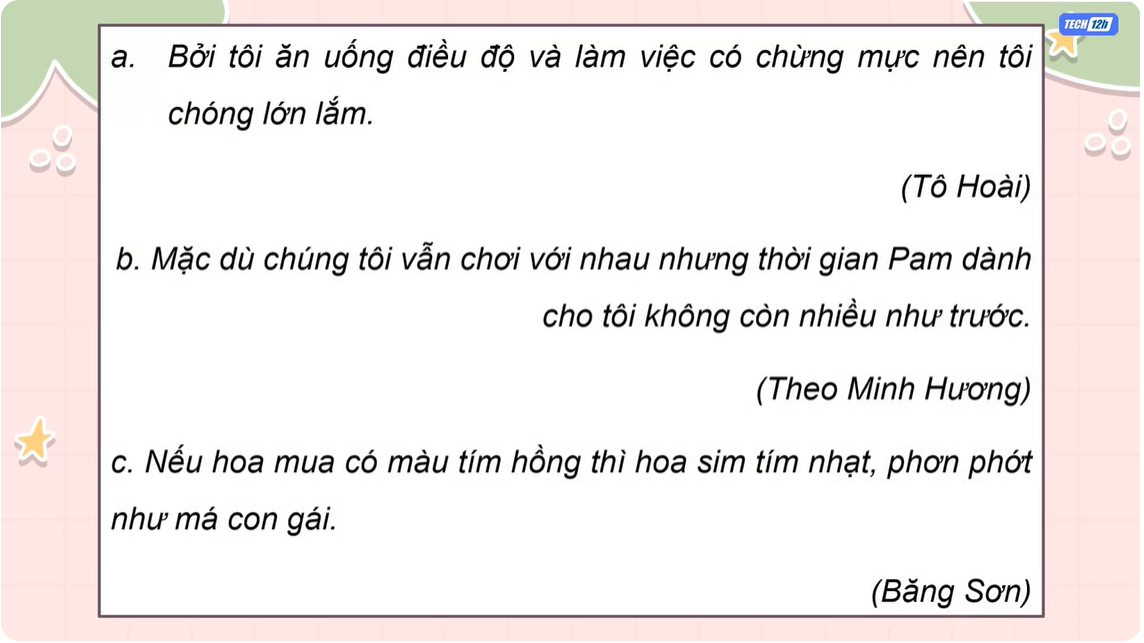 TECH 12h
a. Bởi tôi ăn uống điều độ và làm việc có chừng mực nên tôi
chóng lớn lắm.
(Tô Hoài)
b. Mặc dù chúng tôi vẫn chơi với nhau nhưng thời gian Pam dành
cho tôi không còn nhiều như trước.
(Theo Minh Hương)
c. Nếu hoa mua có màu tím hồng thì hoa sim tím nhạt, phơn phớt
như má con gái.
(Băng Sơn)